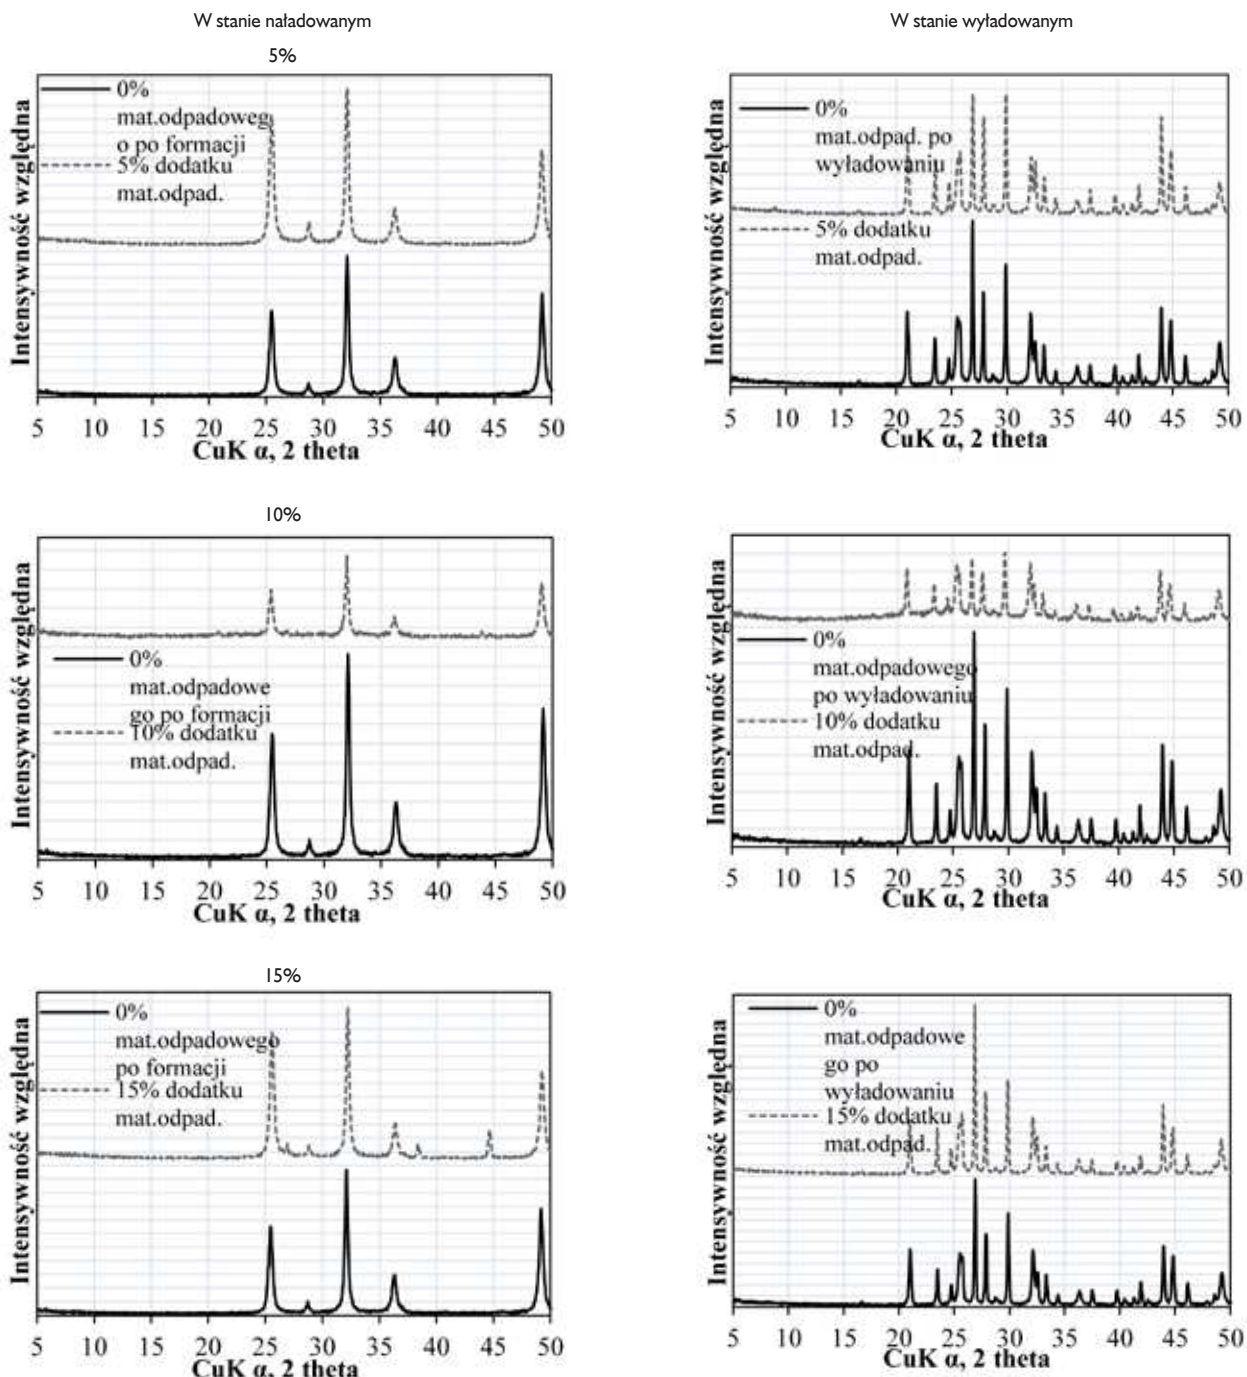 W stanie naładowanym
W stanie wyładowanym
5%
Intensywność względna
0%
mat.odpadoweg
o po formacji
5% dodatku
mat.odpad.
5 10 15 20 25 30 35 40 45 50
CuK α, 2 theta
Intensywność względna
0%
mat.odpad. po
wyładowaniu
5% dodatku
mat.odpad.
5 10 15 20 25 30 35 40 45 50
CuK α, 2 theta
10%
Intensywność względna
0%
mat.odpadowe
go po formacji
10% dodatku
mat.odpad.
5 10 15 20 25 30 35 40 45 50
CuK α, 2 theta
Intensywność względna
0%
mat.odpadowego
po wyładowaniu
10% dodatku
mat.odpad.
5 10 15 20 25 30 35 40 45 50
CuK α, 2 theta
15%
Intensywność względna
0%
mat.odpadowego
po formacji
15% dodatku
mat.odpad.
5 10 15 20 25 30 35 40 45 50
CuK α, 2 theta
Intensywność względna
0%
mat.odpadowe
go po
wyładowaniu
15% dodatku
mat.odpad.
5 10 15 20 25 30 35 40 45 50
CuK α, 2 theta